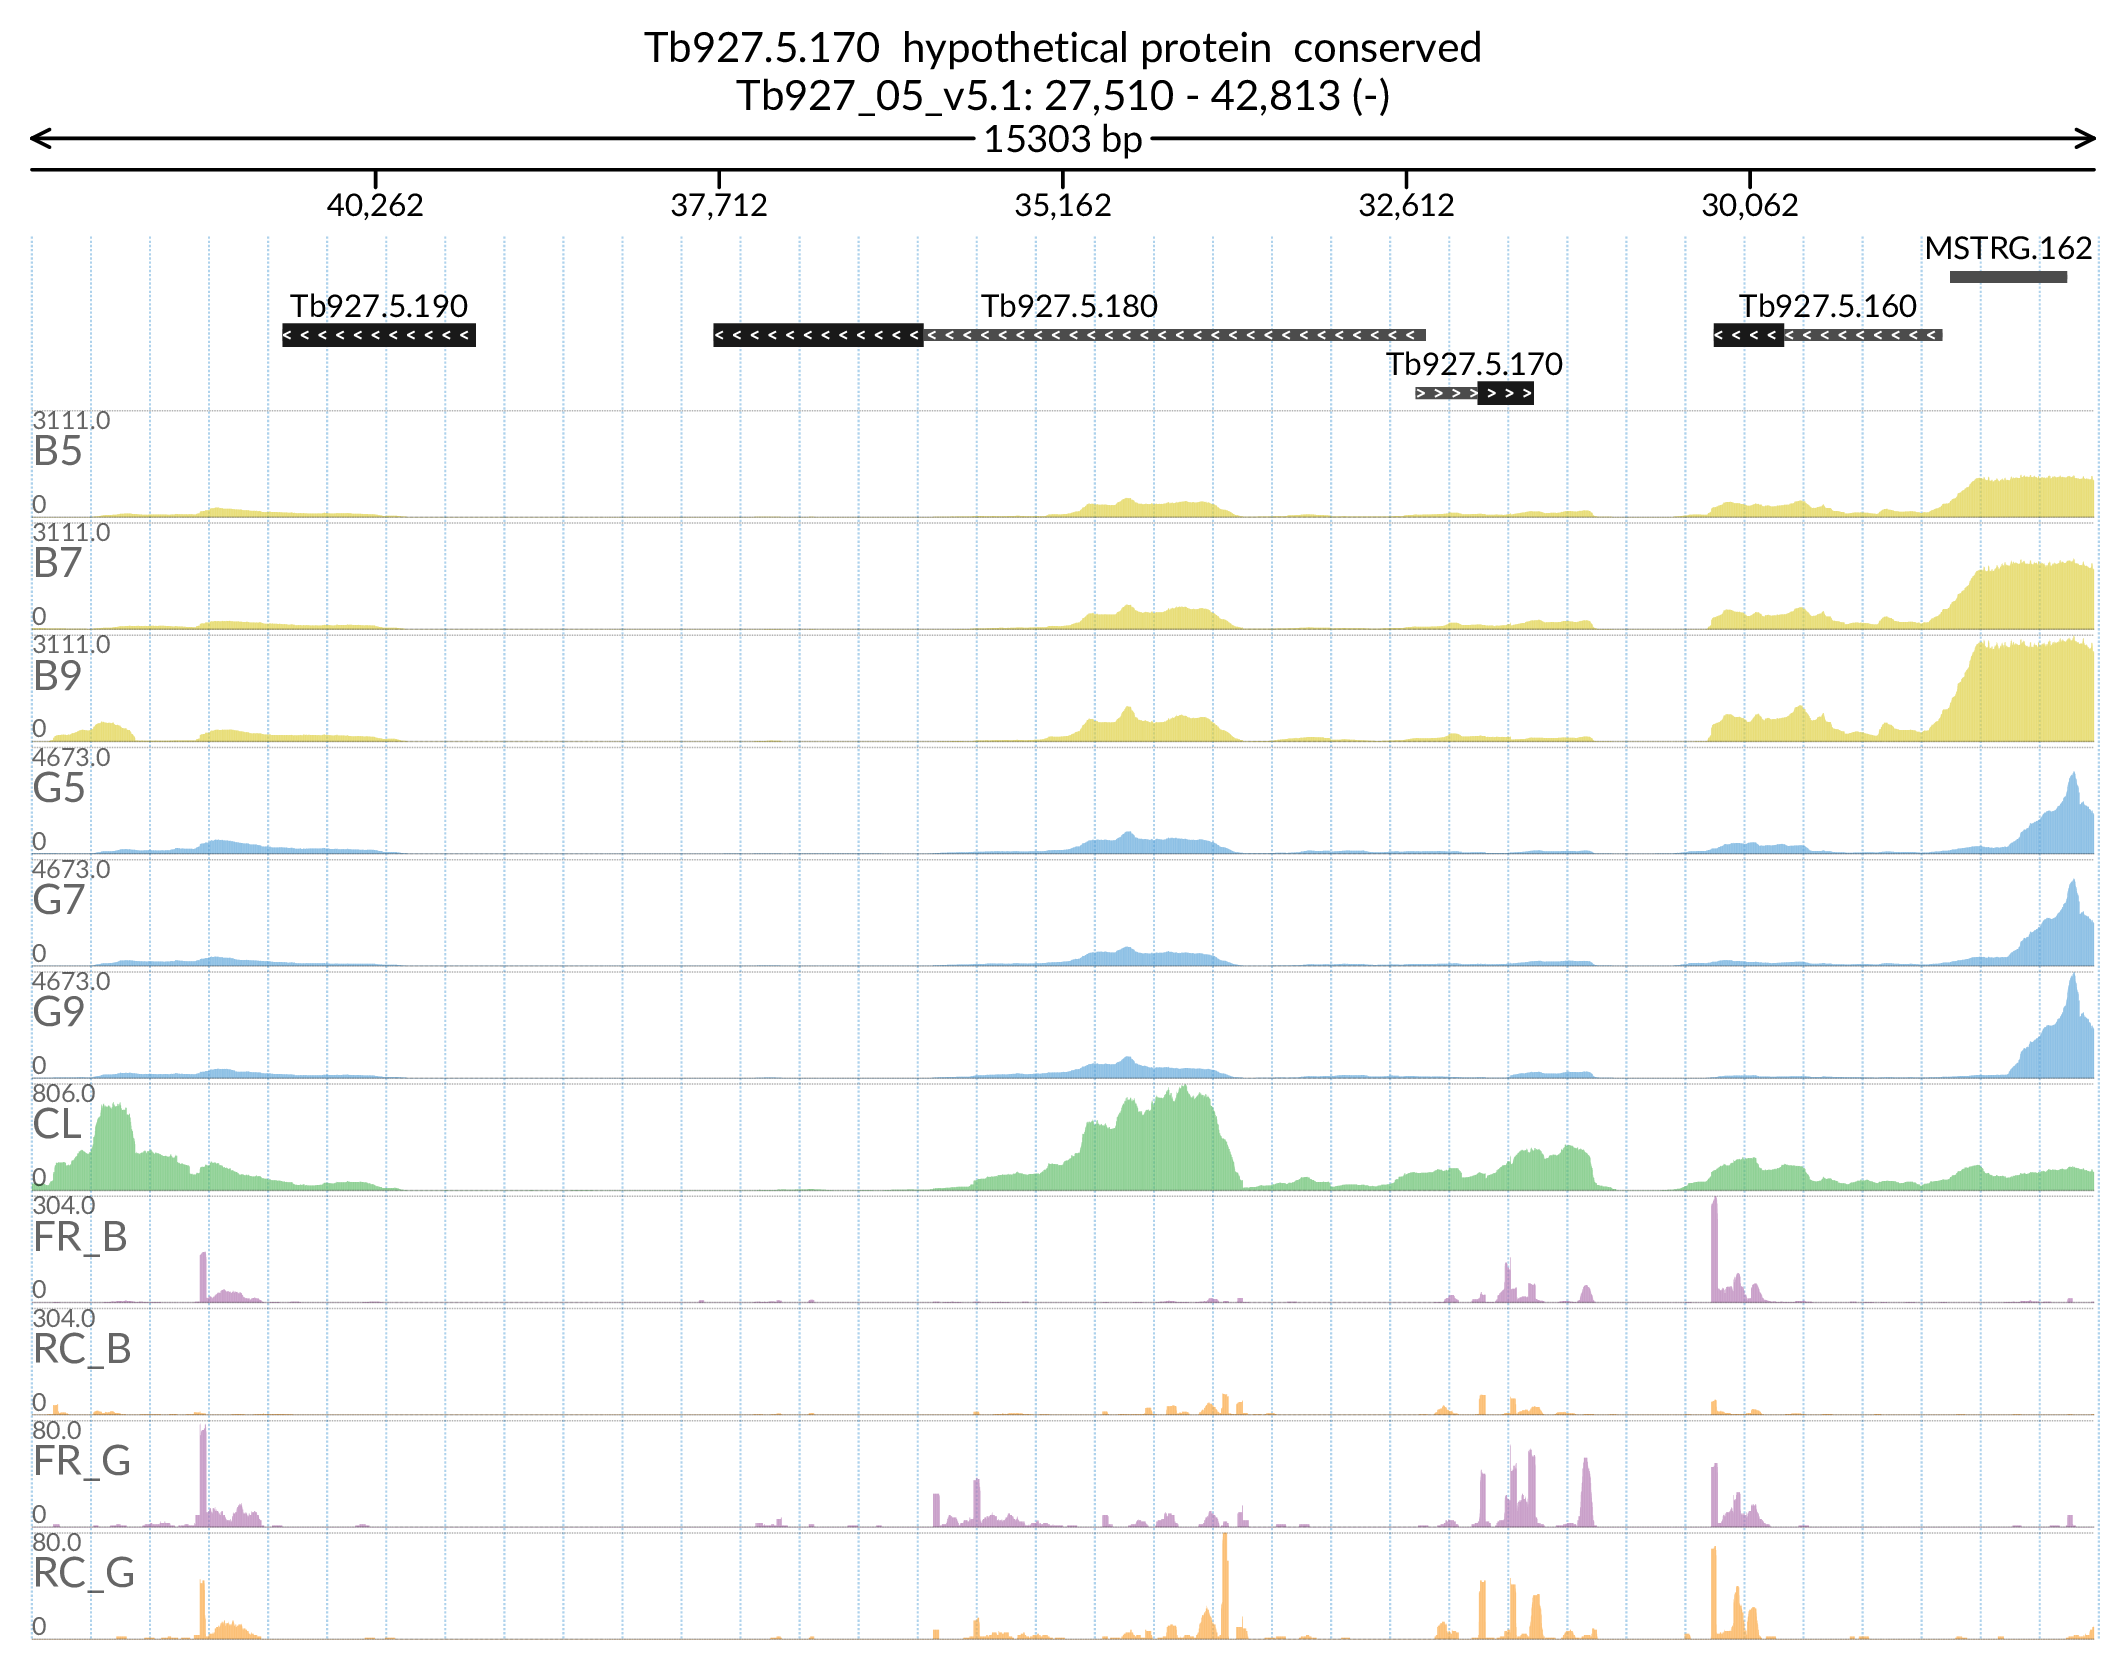 Tb927.5.170  hypothetical protein  conserved
Tb927_05_v5.1: 27,510 - 42,813 (-)
15303 bp
40,262 37,712 35,162 32,612 30,062
MSTRG.162
Tb927.5.190 Tb927.5.180 Tb927.5.160
Tb927.5.170
3111.0
B5
0
3111.0
B7
0
3111.0
B9
0
4673.0
G5
0
4673.0
G7
0
4673.0
G9
0
806.0
CL
0
304.0
FR_B
0
304.0
RC_B
0
80.0
FR_G
0
80.0
RC_G
0